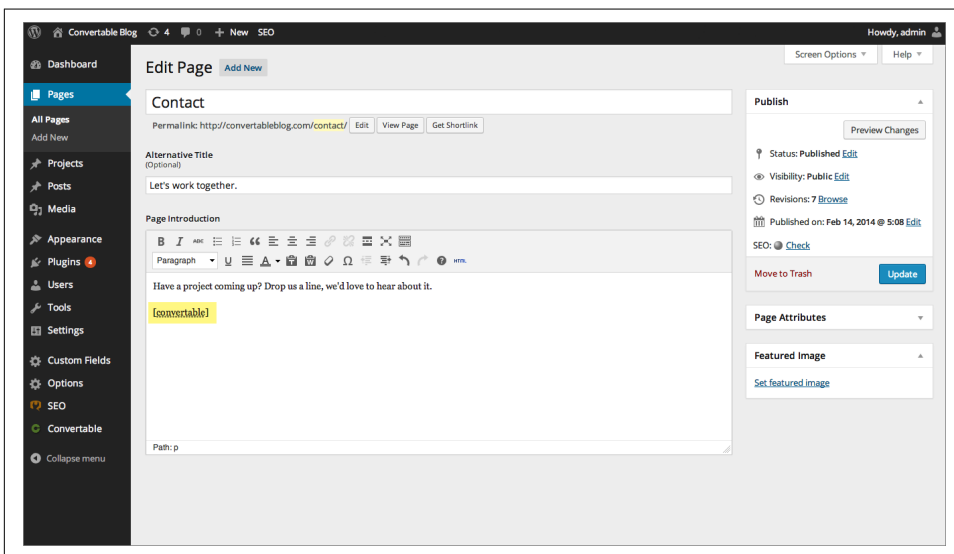 Convertable Blog 4 0 + New SEO Howdy, admin
Screen Options Help
Dashboard
Pages
All Pages
Add New
Projects
Posts
Media
Appearance
Plugins 4
Users
Tools
Settings
Custom Fields
Options
SEO
Convertable
Collapse menu
Edit Page Add New
Contact
Permalink: http://convertableblog.com/contact/ Edit View Page Get Shortlink
Alternative Title
(Optional)
Let's work together.
Page Introduction
B I ABC
Paragraph U A T W Ω ? HTML
Have a project coming up? Drop us a line, we'd love to hear about it.
[convertable]
Path: p
Publish
Preview Changes
Status: Published Edit
Visibility: Public Edit
Revisions: 7 Browse
Published on: Feb 14, 2014 @ 5:08 Edit
SEO: Check
Move to Trash Update
Page Attributes
Featured Image
Set featured image